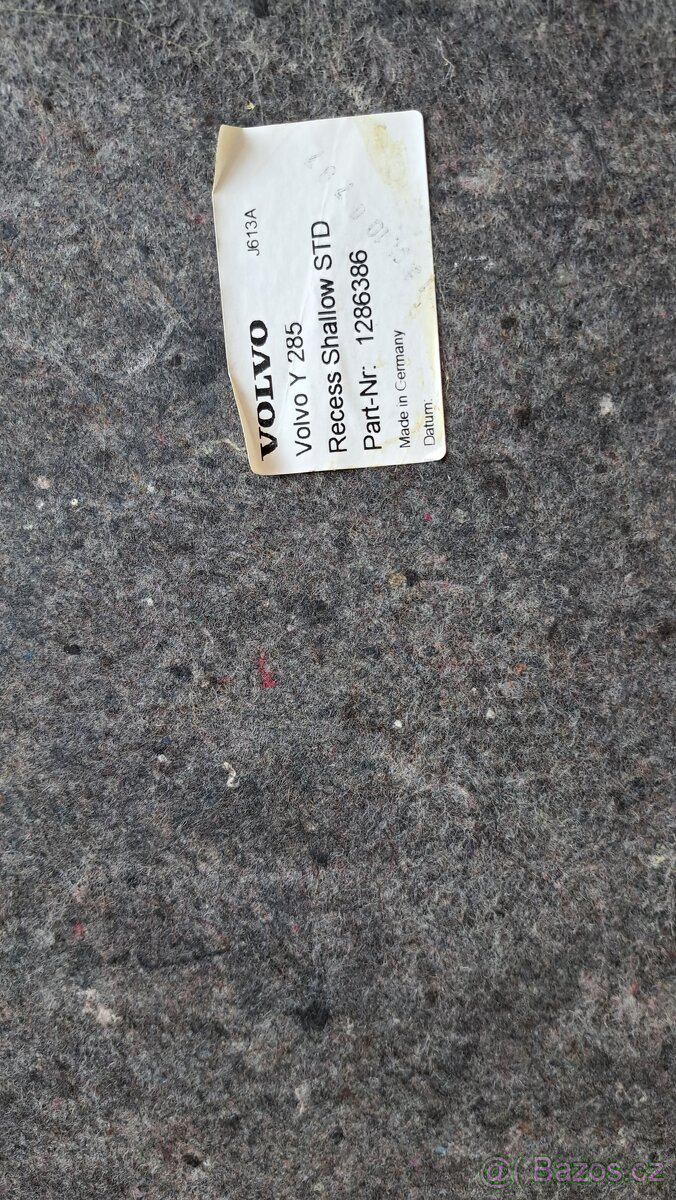 VOLVO J613A
Volvo Y 285
Recess Shallow STD
Part-Nr: 1286386
Made in Germany
Datum:
Bazos.cz